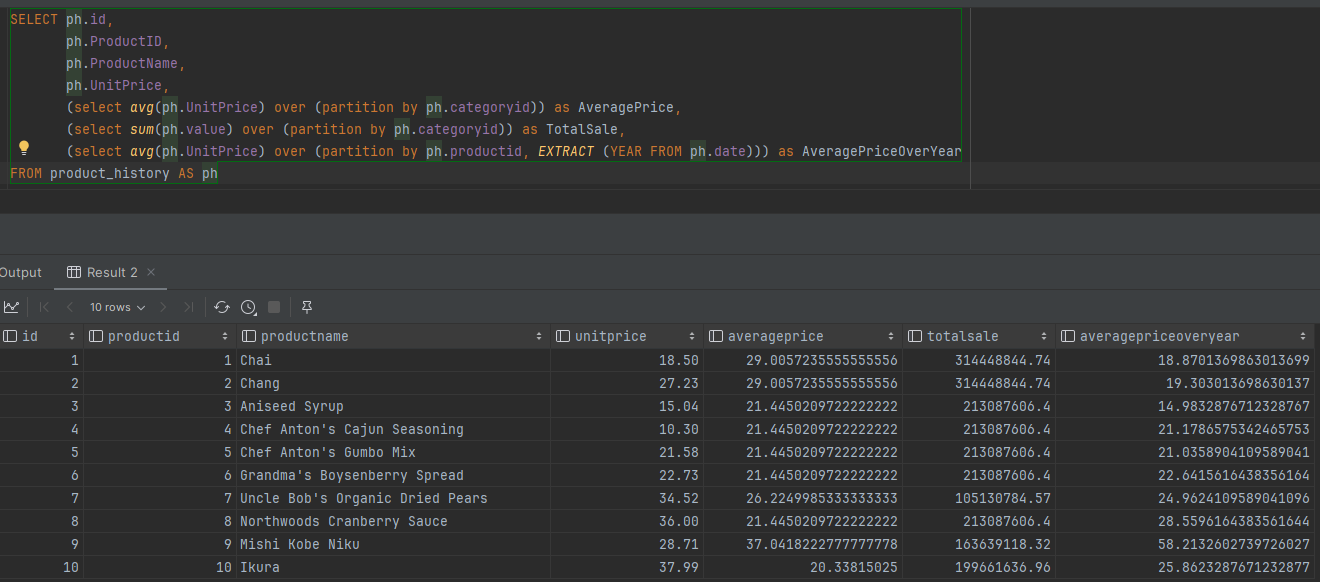 SELECT ph.id,
ph.ProductID,
ph.ProductName,
ph.UnitPrice,
(select avg(ph.UnitPrice) over (partition by ph.categoryid)) as AveragePrice,
(select sum(ph.value) over (partition by ph.categoryid)) as TotalSale,
(select avg(ph.UnitPrice) over (partition by ph.productid, EXTRACT (YEAR FROM ph.date))) as AveragePriceOverYear
FROM product_history AS ph
Output Result 2
10 rows
id productid productname unitprice averageprice totalsale averagepriceoveryear
1 1 Chai 18.50 29.0057235555555556 314448844.74 18.8701369863013699
2 2 Chang 27.23 29.0057235555555556 314448844.74 19.303013698630137
3 3 Aniseed Syrup 15.04 21.4450209722222222 213087606.4 14.9832876712328767
4 4 Chef Anton's Cajun Seasoning 10.30 21.4450209722222222 213087606.4 21.1786575342465753
5 5 Chef Anton's Gumbo Mix 21.58 21.4450209722222222 213087606.4 21.0358904109589041
6 6 Grandma's Boysenberry Spread 22.73 21.4450209722222222 213087606.4 22.6415616438356164
7 7 Uncle Bob's Organic Dried Pears 34.52 26.2249985333333333 105130784.57 24.9624109589041096
8 8 Northwoods Cranberry Sauce 36.00 21.4450209722222222 213087606.4 28.5596164383561644
9 9 Mishi Kobe Niku 28.71 37.0418222777777778 163639118.32 58.2132602739726027
10 10 Ikura 37.99 20.33815025 199661636.96 25.8623287671232877